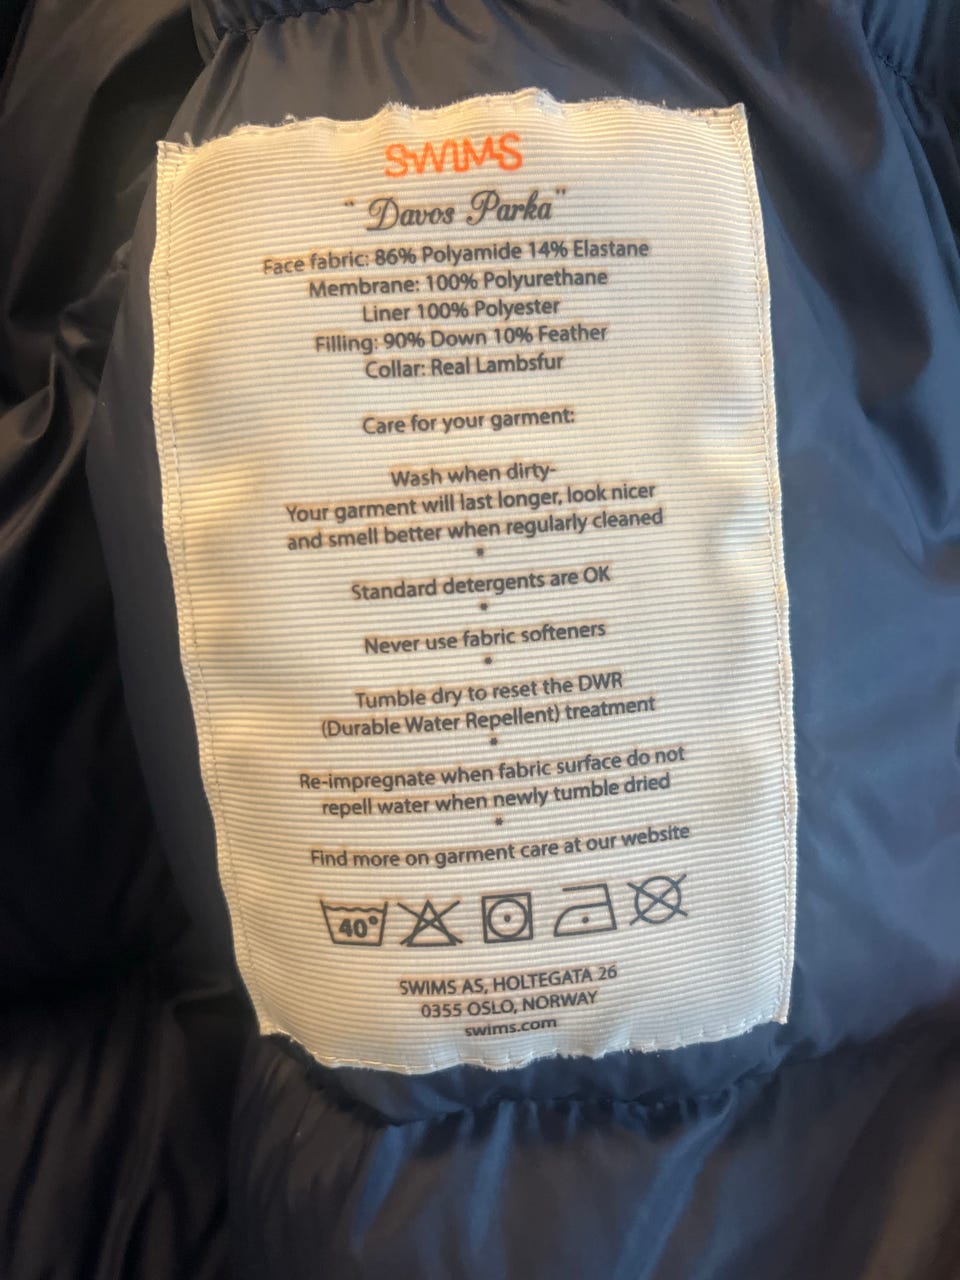 SWIMS
" Davos Parka"
Face fabric: 86% Polyamide 14% Elastane
Membrane: 100% Polyurethane
Liner 100% Polyester
Filling: 90% Down 10% Feather
Collar: Real Lambsfur
Care for your garment:
Wash when dirty-
Your garment will last longer, look nicer
and smell better when regularly cleaned
*
Standard detergents are OK
*
Never use fabric softeners
*
Tumble dry to reset the DWR
(Durable Water Repellent) treatment
*
Re-impregnate when fabric surface do not
repell water when newly tumble dried
*
Find more on garment care at our website
40°
SWIMS AS, HOLTEGATA 26
0355 OSLO, NORWAY
swims.com